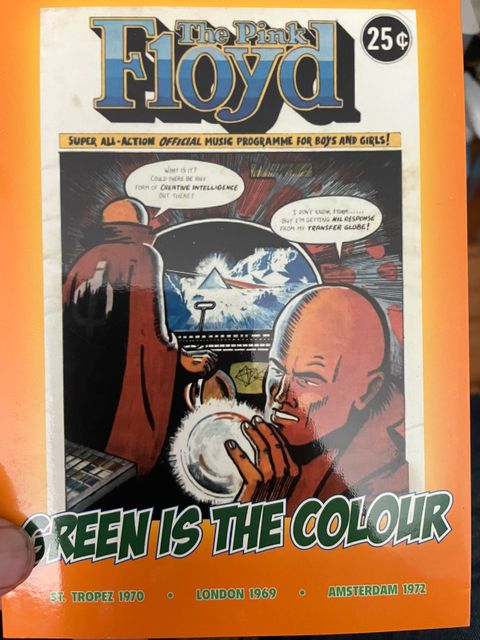 The Pink
Floyd
25¢
SUPER ALL-ACTION OFFICIAL MUSIC PROGRAMME FOR BOYS AND GIRLS!
WHAT IS IT?
COULD THERE BE ANY
FORM OF CREATIVE INTELLIGENCE
OUT THERE?
I DON'T KNOW, STORM......
BUT I'M GETTING NIL RESPONSE
FROM MY TRANSFER GLOBE!
GREEN IS THE COLOUR
ST. TROPEZ 1970 • LONDON 1969 • AMSTERDAM 1972